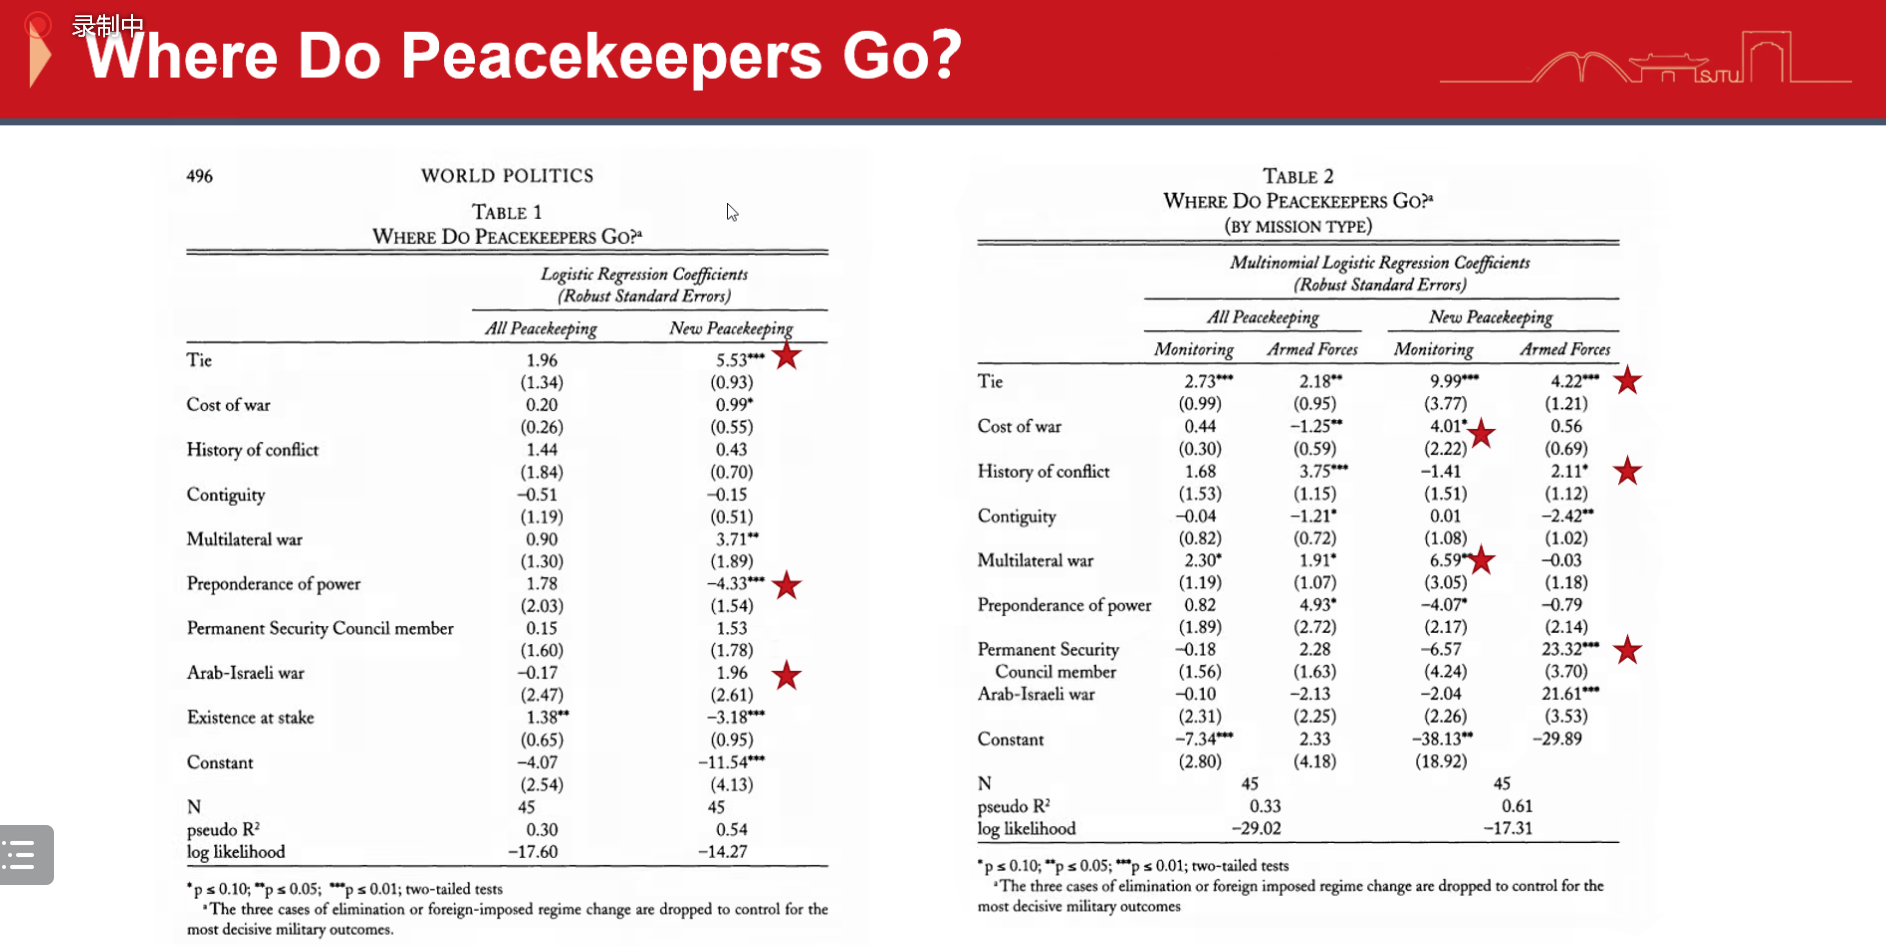 录制中
Where Do Peacekeepers Go?
SJTU
496 WORLD POLITICS
TABLE 1
WHERE DO PEACEKEEPERS GO?ᵃ
Logistic Regression Coefficients
(Robust Standard Errors)
All Peacekeeping New Peacekeeping
Tie 1.96 5.53***
(1.34) (0.93)
Cost of war 0.20 0.99*
(0.26) (0.55)
History of conflict 1.44 0.43
(1.84) (0.70)
Contiguity −0.51 −0.15
(1.19) (0.51)
Multilateral war 0.90 3.71**
(1.30) (1.89)
Preponderance of power 1.78 −4.33***
(2.03) (1.54)
Permanent Security Council member 0.15 1.53
(1.60) (1.78)
Arab-Israeli war −0.17 1.96
(2.47) (2.61)
Existence at stake 1.38** −3.18***
(0.65) (0.95)
Constant −4.07 −11.54***
(2.54) (4.13)
N 45 45
pseudo R² 0.30 0.54
log likelihood −17.60 −14.27
*p ≤ 0.10; **p ≤ 0.05; ***p ≤ 0.01; two-tailed tests
ᵃThe three cases of elimination or foreign-imposed regime change are dropped to control for the
most decisive military outcomes.
TABLE 2
WHERE DO PEACEKEEPERS GO?ᵃ
(BY MISSION TYPE)
Multinomial Logistic Regression Coefficients
(Robust Standard Errors)
All Peacekeeping New Peacekeeping
Monitoring Armed Forces Monitoring Armed Forces
Tie 2.73*** 2.18** 9.99*** 4.22***
(0.99) (0.95) (3.77) (1.21)
Cost of war 0.44 −1.25** 4.01* 0.56
(0.30) (0.59) (2.22) (0.69)
History of conflict 1.68 3.75*** −1.41 2.11*
(1.53) (1.15) (1.51) (1.12)
Contiguity −0.04 −1.21* 0.01 −2.42**
(0.82) (0.72) (1.08) (1.02)
Multilateral war 2.30* 1.91* 6.59** −0.03
(1.19) (1.07) (3.05) (1.18)
Preponderance of power 0.82 4.93* −4.07* −0.79
(1.89) (2.72) (2.17) (2.14)
Permanent Security −0.18 2.28 −6.57 23.32***
Council member (1.56) (1.63) (4.24) (3.70)
Arab-Israeli war −0.10 −2.13 −2.04 21.61***
(2.31) (2.25) (2.26) (3.53)
Constant −7.34*** 2.33 −38.13** −29.89
(2.80) (4.18) (18.92)
N 45 45
pseudo R² 0.33 0.61
log likelihood −29.02 −17.31
*p ≤ 0.10; **p ≤ 0.05; ***p ≤ 0.01; two-tailed tests
ᵃThe three cases of elimination or foreign imposed regime change are dropped to control for the
most decisive military outcomes